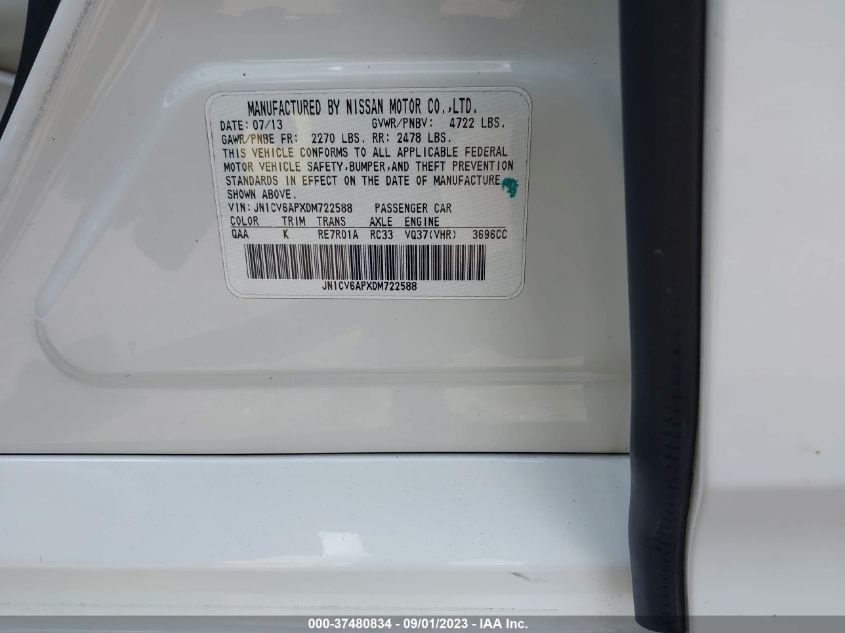 MANUFACTURED BY NISSAN MOTOR CO.,LTD.
DATE: 07/13 GVWR/PNBV: 4722 LBS.
GAWR/PNBE FR: 2270 LBS. RR: 2478 LBS.
THIS VEHICLE CONFORMS TO ALL APPLICABLE FEDERAL
MOTOR VEHICLE SAFETY,BUMPER,AND THEFT PREVENTION
STANDARDS IN EFFECT ON THE DATE OF MANUFACTURE
SHOWN ABOVE.
VIN: JN1CV6APXDM722588 PASSENGER CAR
COLOR TRIM TRANS AXLE ENGINE
QAA K RE7R01A RC33 VQ37(VHR) 3696CC
JN1CV6APXDM722588
000-37480834 - 09/01/2023 - IAA Inc.